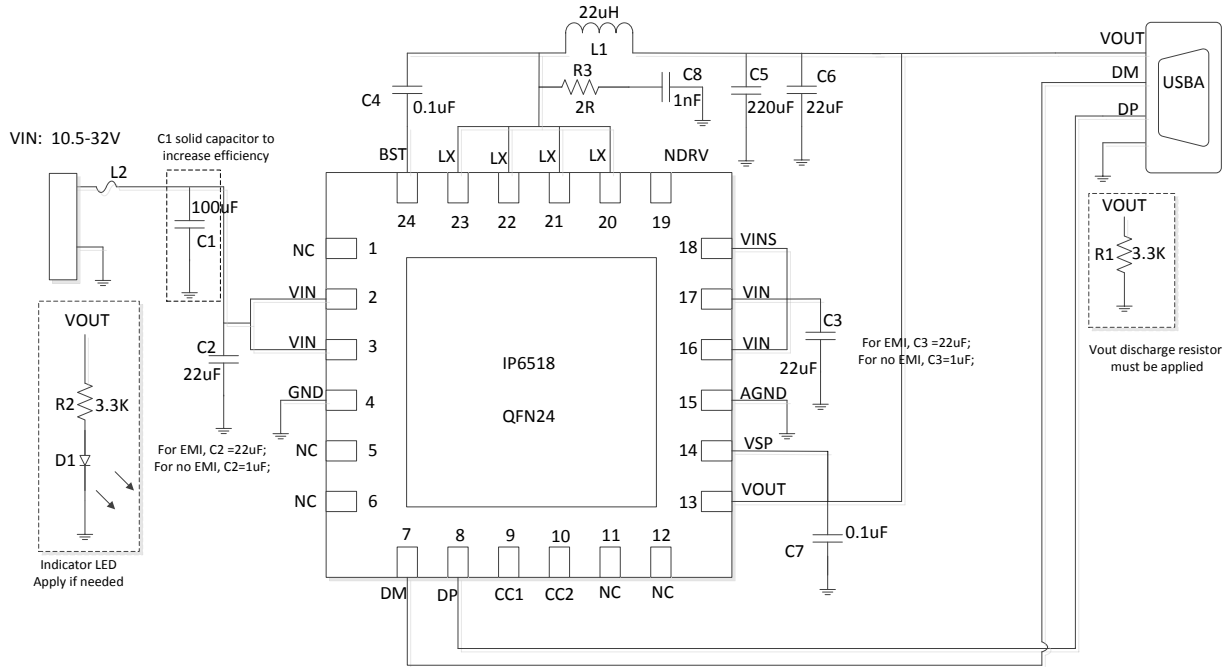 22uH
L1
R3
2R
C8
1nF
C5
220uF
C6
22uF
VOUT
DM
DP
USBA
C4
0.1uF
VIN: 10.5-32V
C1 solid capacitor to
increase efficiency
L2
100uF
C1
BST
LX
LX
LX
LX
NDRV
24
23
22
21
20
19
NC
1
VIN
2
VIN
3
GND
4
NC
5
NC
6
18
VINS
17
VIN
16
VIN
15
AGND
14
VSP
13
VOUT
IP6518
QFN24
C2
22uF
For EMI, C2 =22uF;
For no EMI, C2=1uF;
C3
22uF
For EMI, C3 =22uF;
For no EMI, C3=1uF;
VOUT
R1
3.3K
Vout discharge resistor
must be applied
VOUT
R2
3.3K
D1
Indicator LED
Apply if needed
C7
0.1uF
7
8
9
10
11
12
DM
DP
CC1
CC2
NC
NC